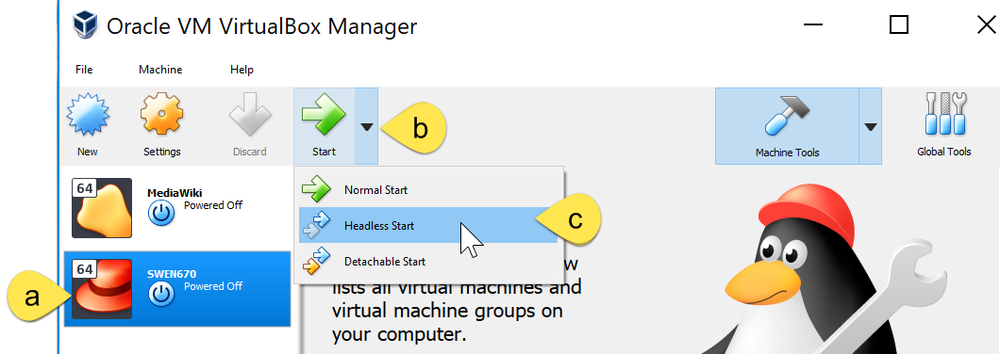 Oracle VM VirtualBox Manager
File Machine Help
New Settings Discard Start b Machine Tools Global Tools
64 MediaWiki
Powered Off
Normal Start
Headless Start c
Detachable Start
a 64 SWEN670
Powered Off
w
lists all virtual machines and
virtual machine groups on
your computer.